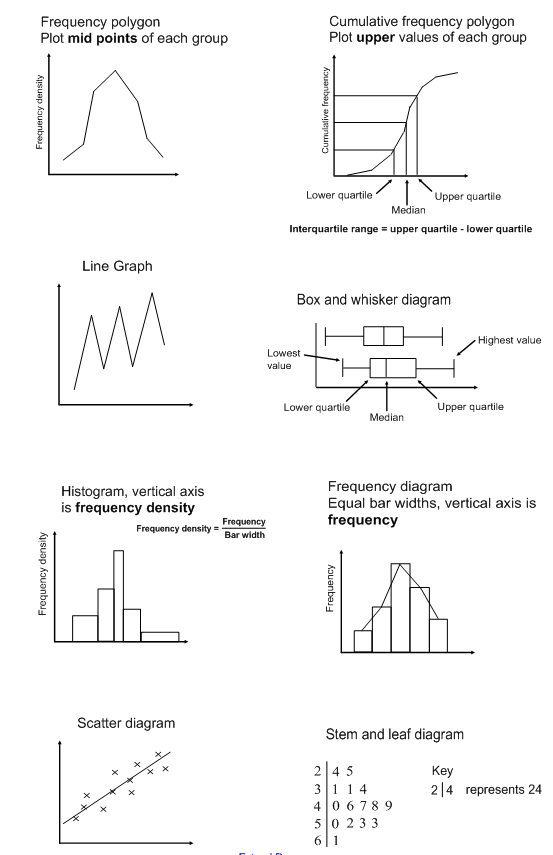 Frequency polygon
Plot mid points of each group
Frequency density
Cumulative frequency polygon
Plot upper values of each group
Cumulative frequency
Lower quartile
Upper quartile
Median
Interquartile range = upper quartile - lower quartile
Line Graph
Box and whisker diagram
Highest value
Lowest
value
Lower quartile
Upper quartile
Median
Histogram, vertical axis
is frequency density
Frequency density = Frequency
Bar width
Frequency density
Frequency diagram
Equal bar widths, vertical axis is
frequency
Frequency
Scatter diagram
Stem and leaf diagram
2 | 4 5
3 | 1 1 4
4 | 0 6 7 8 9
5 | 0 2 3 3
6 | 1
Key
2 | 4 represents 24